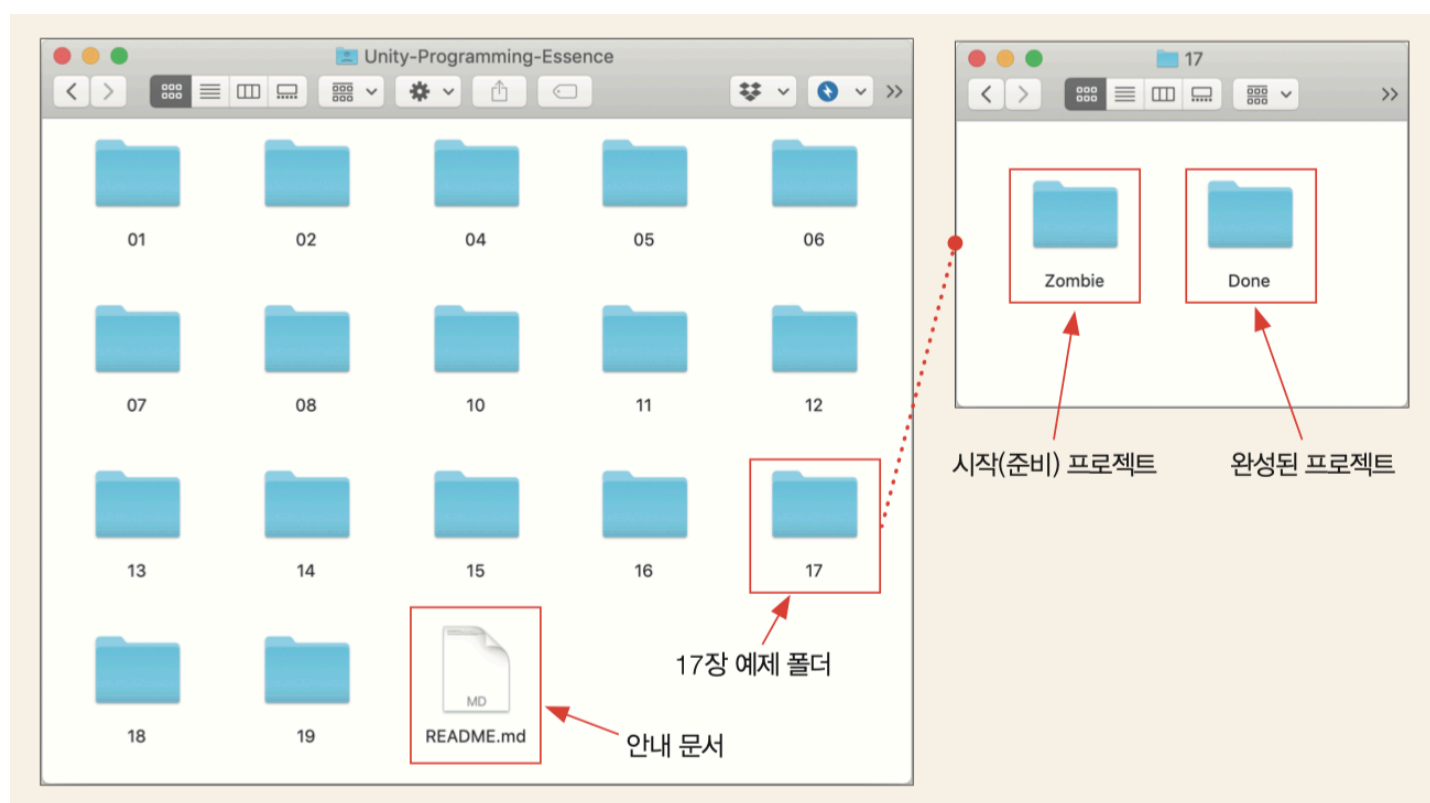 Unity-Programming-Essence
01 02 04 05 06
07 08 10 11 12
13 14 15 16 17
17장 예제 폴더
MD
18 19 README.md
안내 문서
17
Zombie Done
시작(준비) 프로젝트 완성된 프로젝트